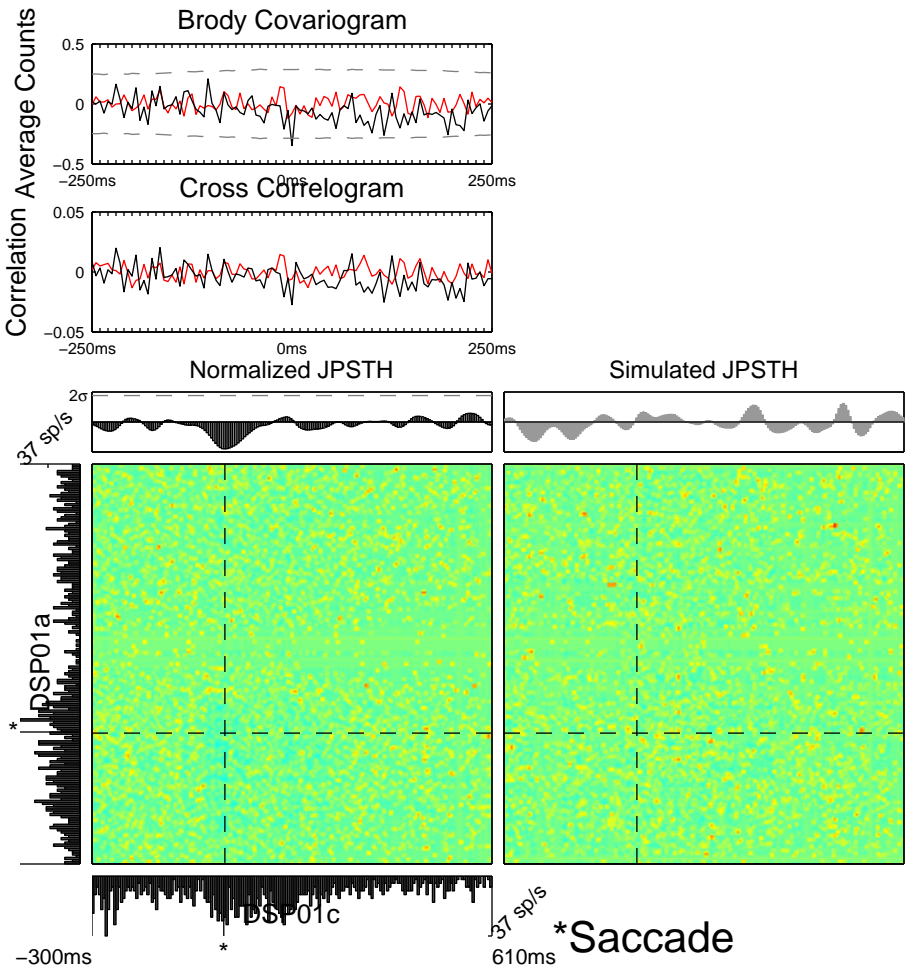 Brody Covariogram
Average Counts
0.5
0
−0.5
−250ms
0ms
250ms
Cross Correlogram
Correlation
0.05
0
−0.05
−250ms
0ms
250ms
Normalized JPSTH
Simulated JPSTH
2σ
37 sp/s
DSP01a
*
DSP01c
37 sp/s
*
*Saccade
−300ms
610ms